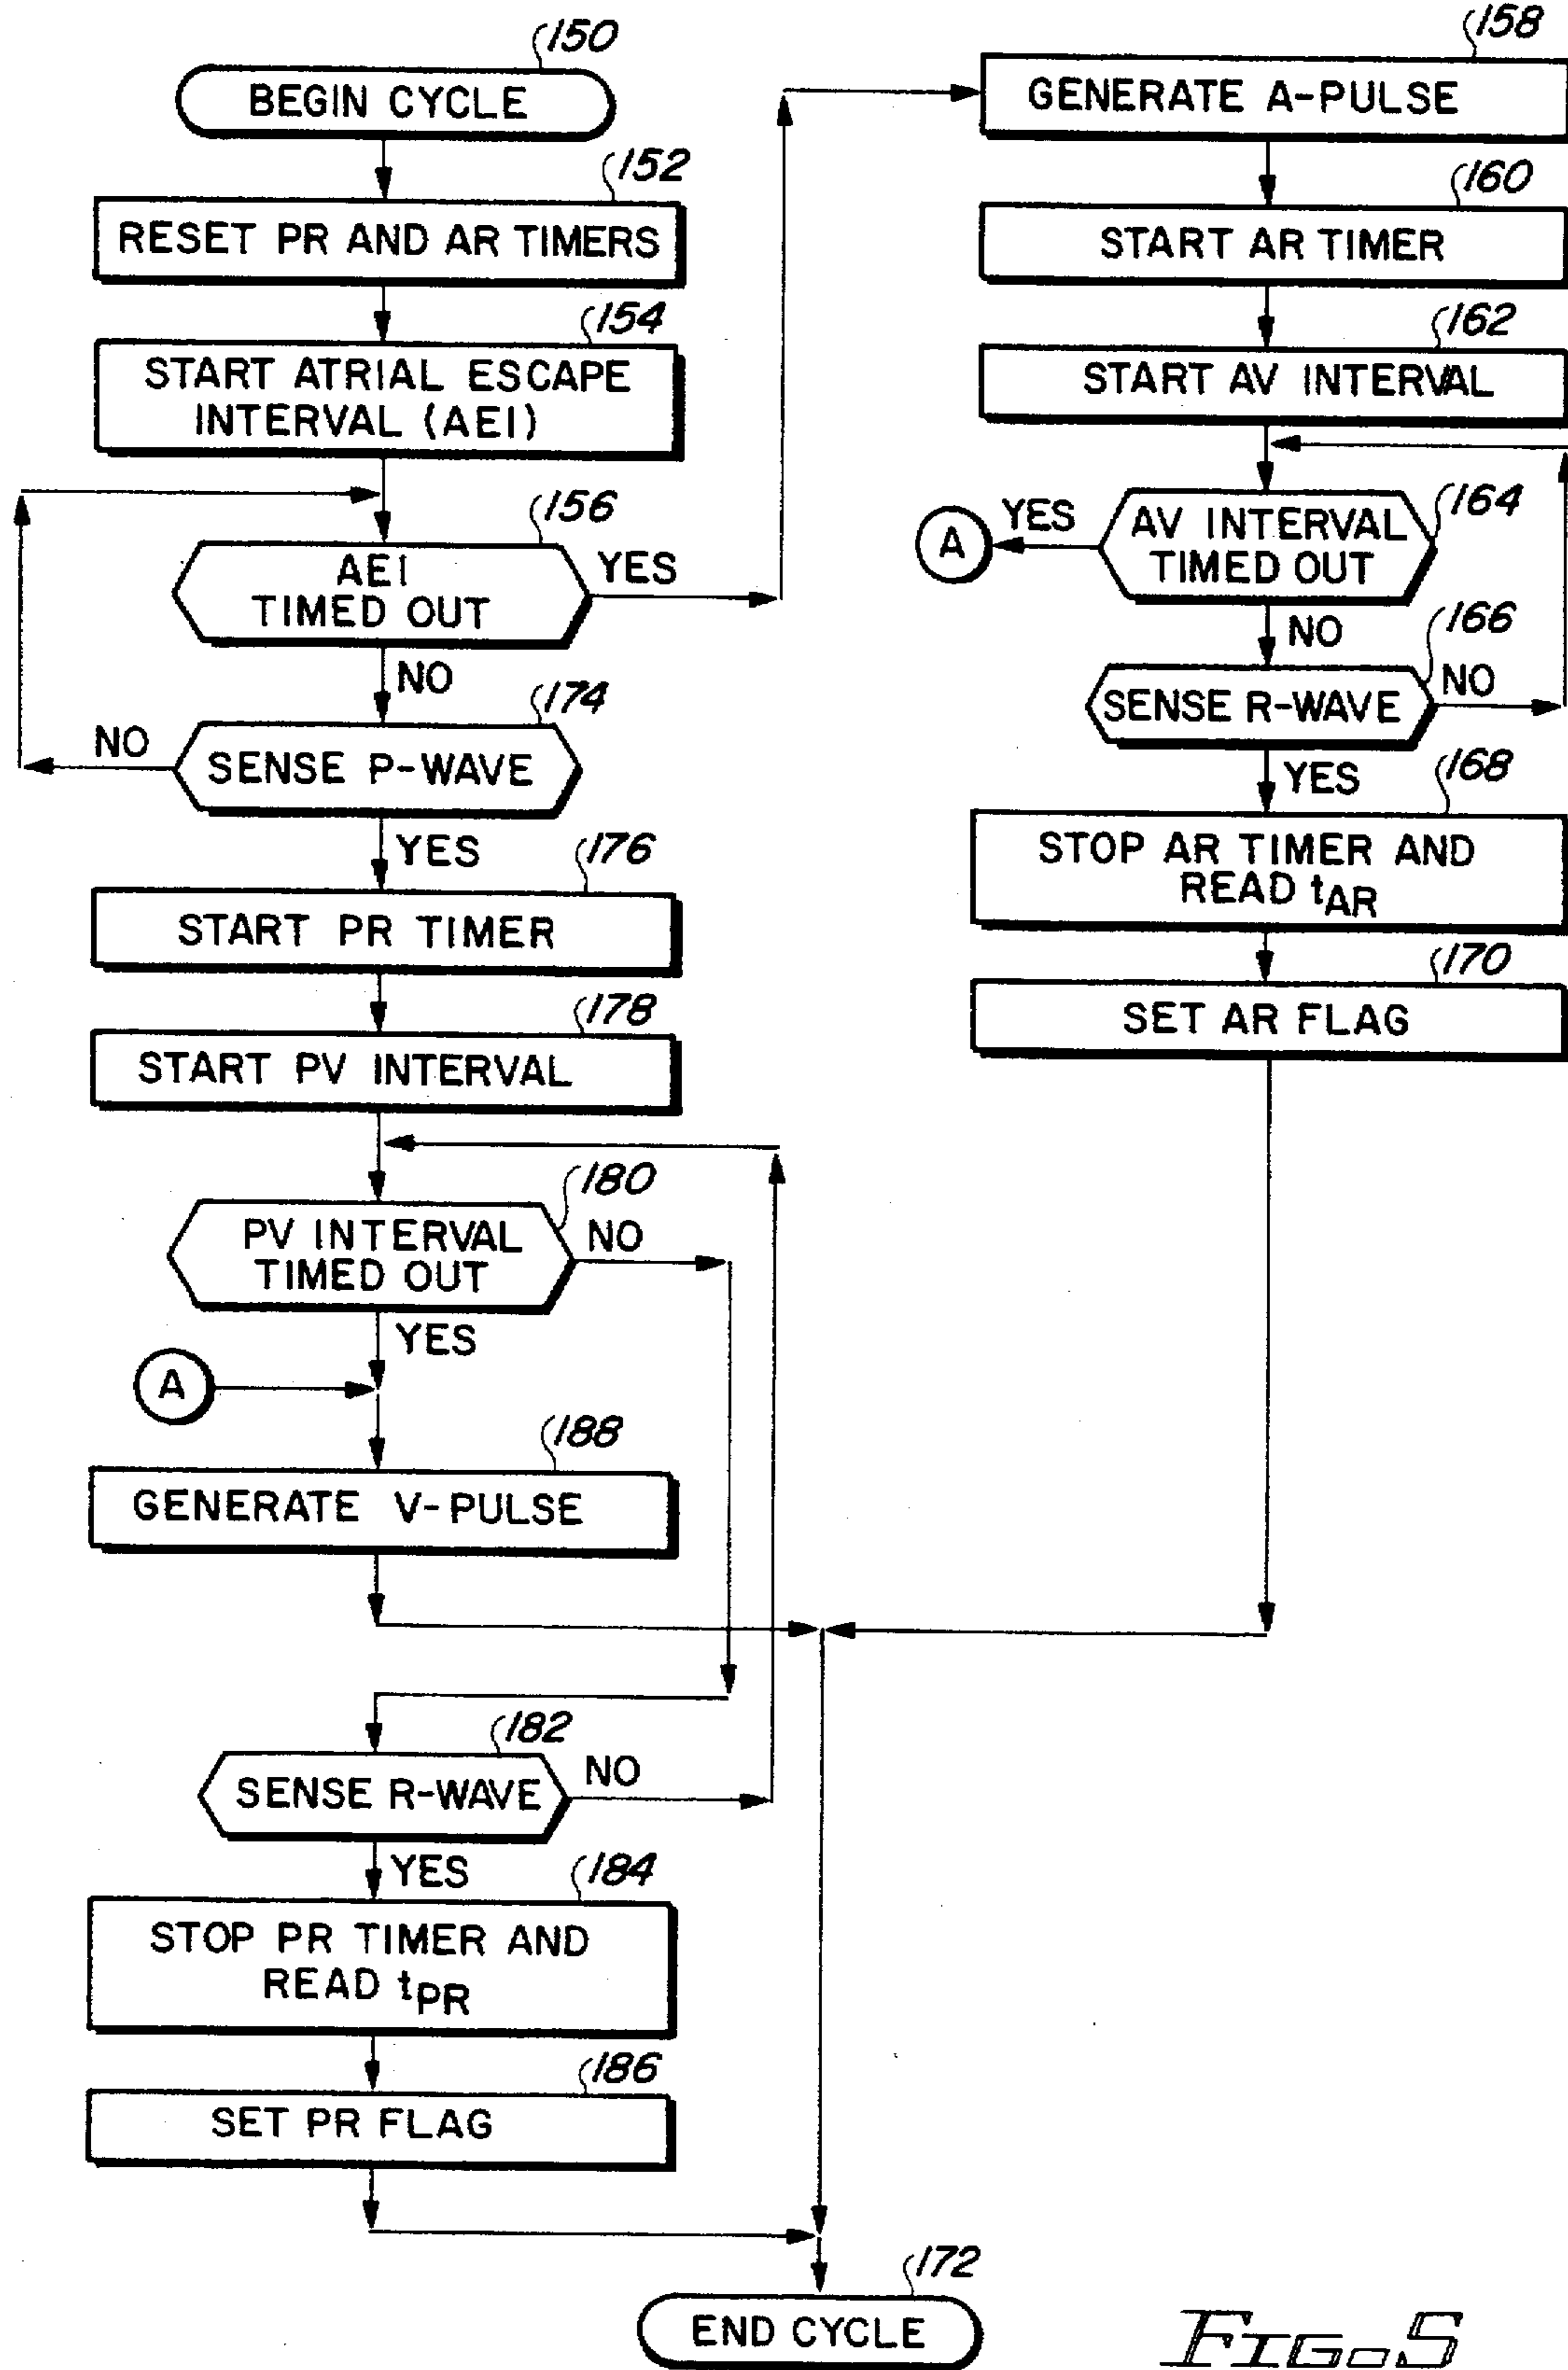 150
BEGIN CYCLE
152
RESET PR AND AR TIMERS
154
START ATRIAL ESCAPE
INTERVAL (AEI)
156
AEI
TIMED OUT
YES
NO
174
NO
SENSE P-WAVE
YES
176
START PR TIMER
178
START PV INTERVAL
180
PV INTERVAL
TIMED OUT
NO
YES
A
188
GENERATE V-PULSE
182
SENSE R-WAVE
NO
YES
184
STOP PR TIMER AND
READ tPR
186
SET PR FLAG
158
GENERATE A-PULSE
160
START AR TIMER
162
START AV INTERVAL
164
A
YES
AV INTERVAL
TIMED OUT
NO
166
SENSE R-WAVE
NO
YES
168
STOP AR TIMER AND
READ tAR
170
SET AR FLAG
172
END CYCLE
FIG. 5